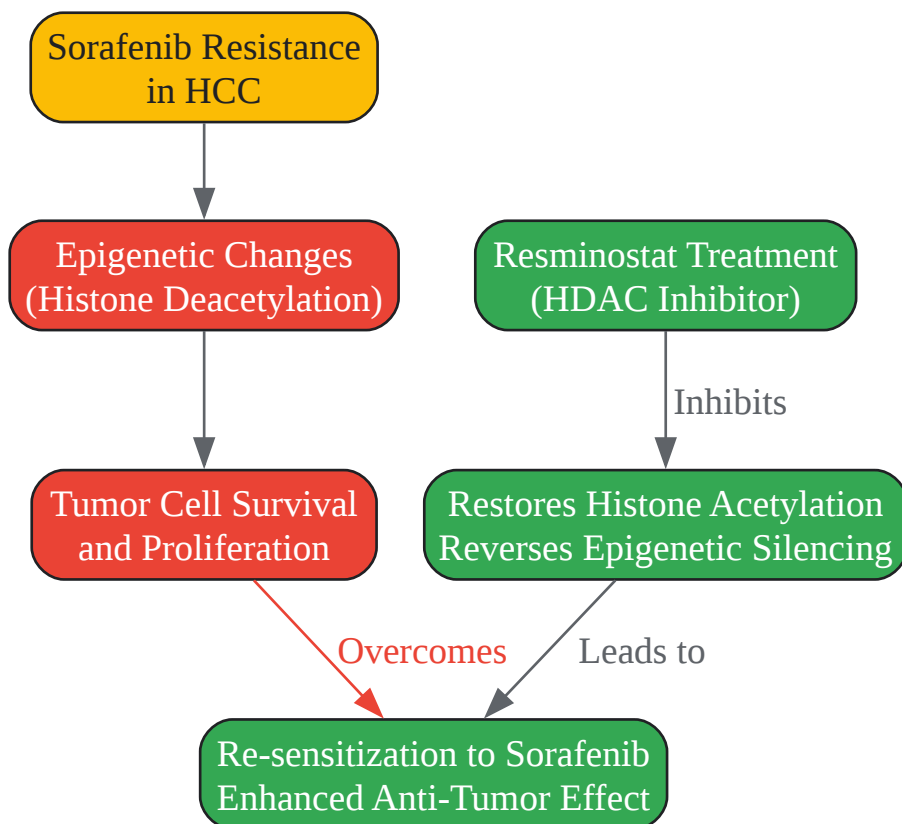 Sorafenib Resistance
in HCC
Epigenetic Changes
(Histone Deacetylation)
Resminostat Treatment
(HDAC Inhibitor)
Inhibits
Tumor Cell Survival
and Proliferation
Restores Histone Acetylation
Reverses Epigenetic Silencing
Overcomes
Leads to
Re-sensitization to Sorafenib
Enhanced Anti-Tumor Effect